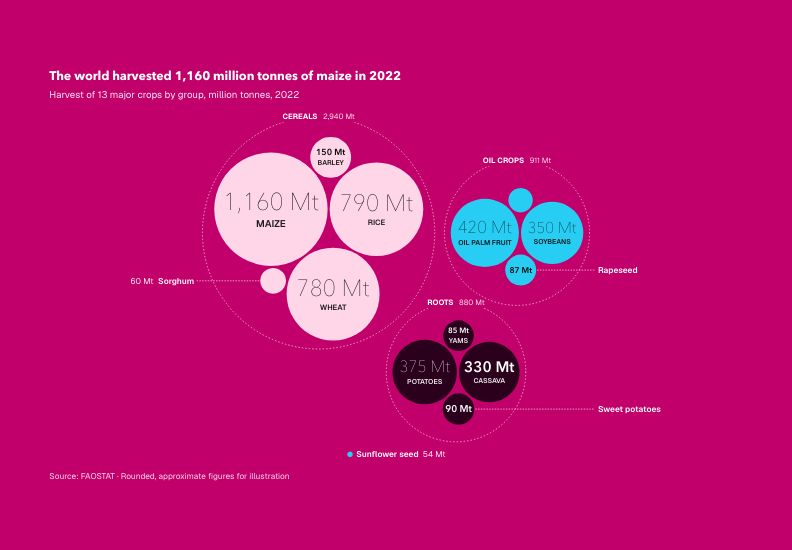 The world harvested 1,160 million tonnes of maize in 2022
Harvest of 13 major crops by group, million tonnes, 2022
CEREALS 2,940 Mt
150 Mt
BARLEY
1,160 Mt
MAIZE
790 Mt
RICE
60 Mt Sorghum
780 Mt
WHEAT
OIL CROPS 911 Mt
420 Mt
OIL PALM FRUIT
350 Mt
SOYBEANS
87 Mt
Rapeseed
ROOTS 880 Mt
85 Mt
YAMS
375 Mt
POTATOES
330 Mt
CASSAVA
90 Mt
Sweet potatoes
Sunflower seed 54 Mt
Source: FAOSTAT · Rounded, approximate figures for illustration